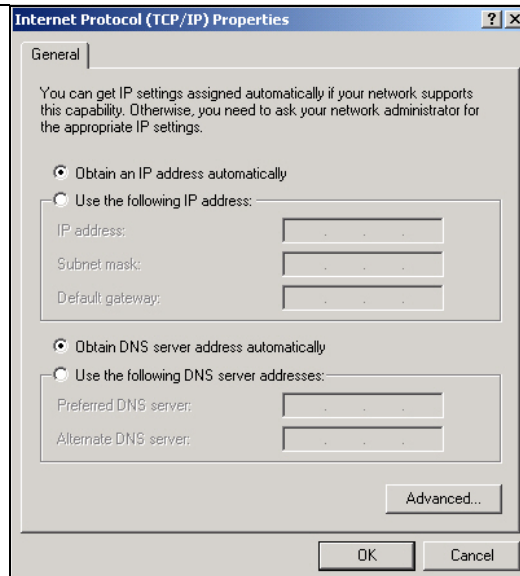 Internet Protocol (TCP/IP) Properties
General
You can get IP settings assigned automatically if your network supports
this capability. Otherwise, you need to ask your network administrator for
the appropriate IP settings.
Obtain an IP address automatically
Use the following IP address:
IP address:
Subnet mask:
Default gateway:
Obtain DNS server address automatically
Use the following DNS server addresses:
Preferred DNS server:
Alternate DNS server:
Advanced...
OK Cancel